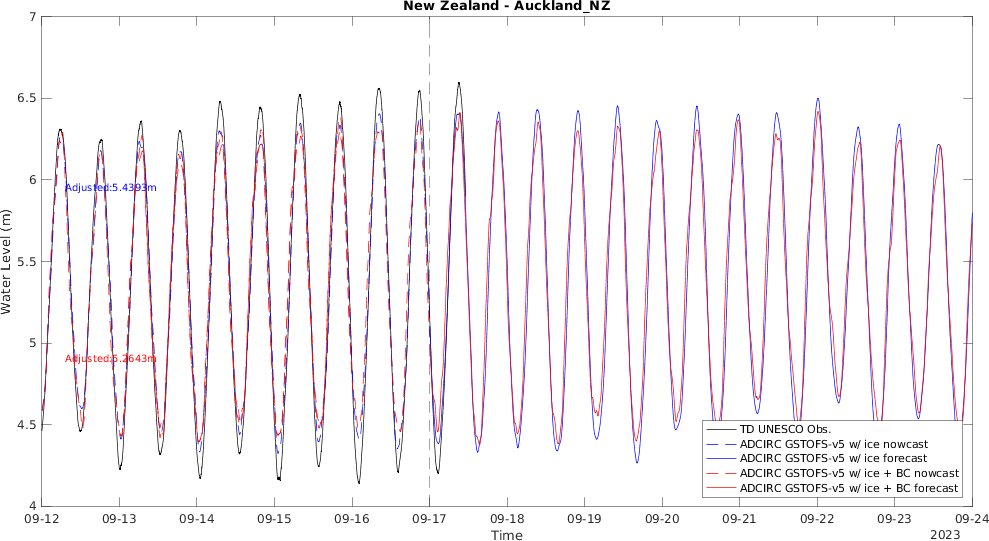 New Zealand - Auckland_NZ
7
6.5
6
5.5
5
4.5
4
Water Level (m)
Adjusted:5.4393m
Adjusted:5.2643m
TD UNESCO Obs.
ADCIRC GSTOFS-v5 w/ ice nowcast
ADCIRC GSTOFS-v5 w/ ice forecast
ADCIRC GSTOFS-v5 w/ ice + BC nowcast
ADCIRC GSTOFS-v5 w/ ice + BC forecast
09-12 09-13 09-14 09-15 09-16 09-17 09-18 09-19 09-20 09-21 09-22 09-23 09-24
Time
2023